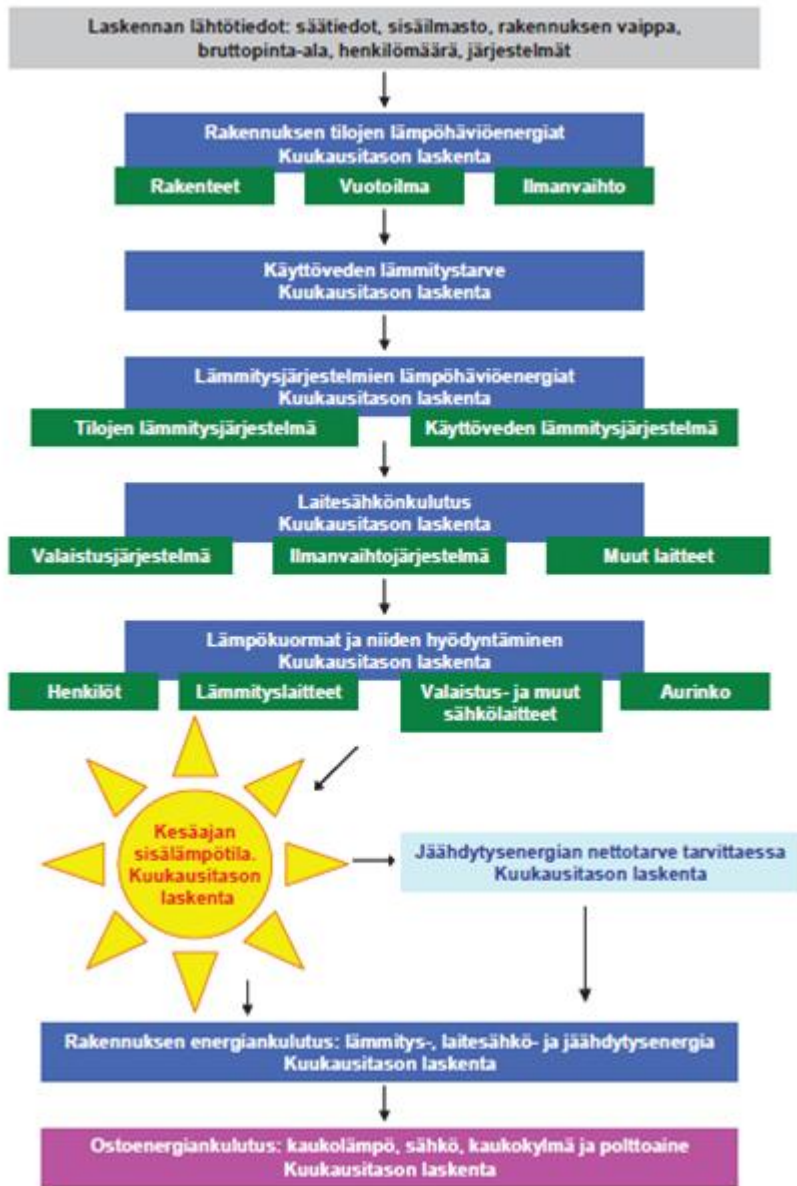 Laskennan lähtötiedot: säätiedot, sisäilmasto, rakennuksen vaippa,
bruttopinta-ala, henkilömäärä, järjestelmät
Rakennuksen tilojen lämpöhäviöenergiat
Kuukausitason laskenta
Rakenteet
Vuotoilma
Ilmanvaihto
Käyttöveden lämmitystarve
Kuukausitason laskenta
Lämmitysjärjestelmien lämpöhäviöenergiat
Kuukausitason laskenta
Tilojen lämmitysjärjestelmä
Käyttöveden lämmitysjärjestelmä
Laitesähkönkulutus
Kuukausitason laskenta
Valaistusjärjestelmä
Ilmanvaihtojärjestelmä
Muut laitteet
Lämpökuormat ja niiden hyödyntäminen
Kuukausitason laskenta
Henkilöt
Lämmityslaitteet
Valaistus- ja muut
sähkölaitteet
Aurinko
Kesäajan
sisälämpötila.
Kuukausitason
laskenta
Jäähdytysenergian nettotarve tarvittaessa
Kuukausitason laskenta
Rakennuksen energiankulutus: lämmitys-, laitesähkö- ja jäähdytysenergia
Kuukausitason laskenta
Ostoenergiankulutus: kaukolämpö, sähkö, kaukokylmä ja polttoaine
Kuukausitason laskenta